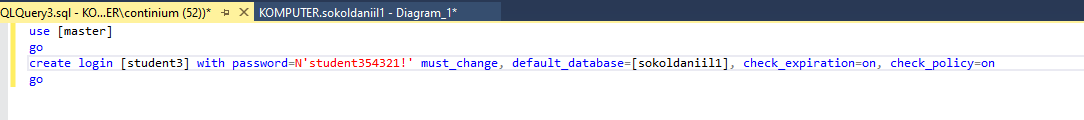 QLQuery3.sql - KO...ER\continium (52))* KOMPUTER.sokoldaniil1 - Diagram_1*
use [master]
go
create login [student3] with password=N'student354321!' must_change, default_database=[sokoldaniil1], check_expiration=on, check_policy=on
go